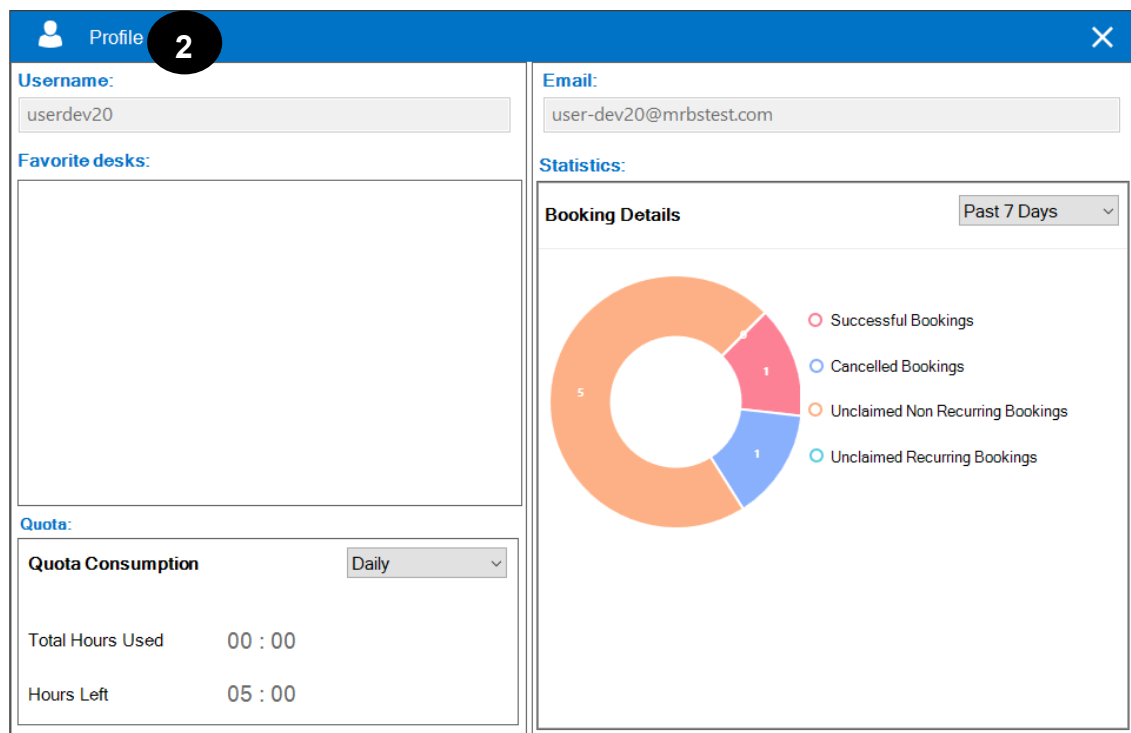 Profile
2
Username:
userdev20
Favorite desks:
Quota:
Quota Consumption
Daily
Total Hours Used 00 : 00
Hours Left 05 : 00
Email:
user-dev20@mrbstest.com
Statistics:
Booking Details
Past 7 Days
5
1
1
0
Successful Bookings
Cancelled Bookings
Unclaimed Non Recurring Bookings
Unclaimed Recurring Bookings